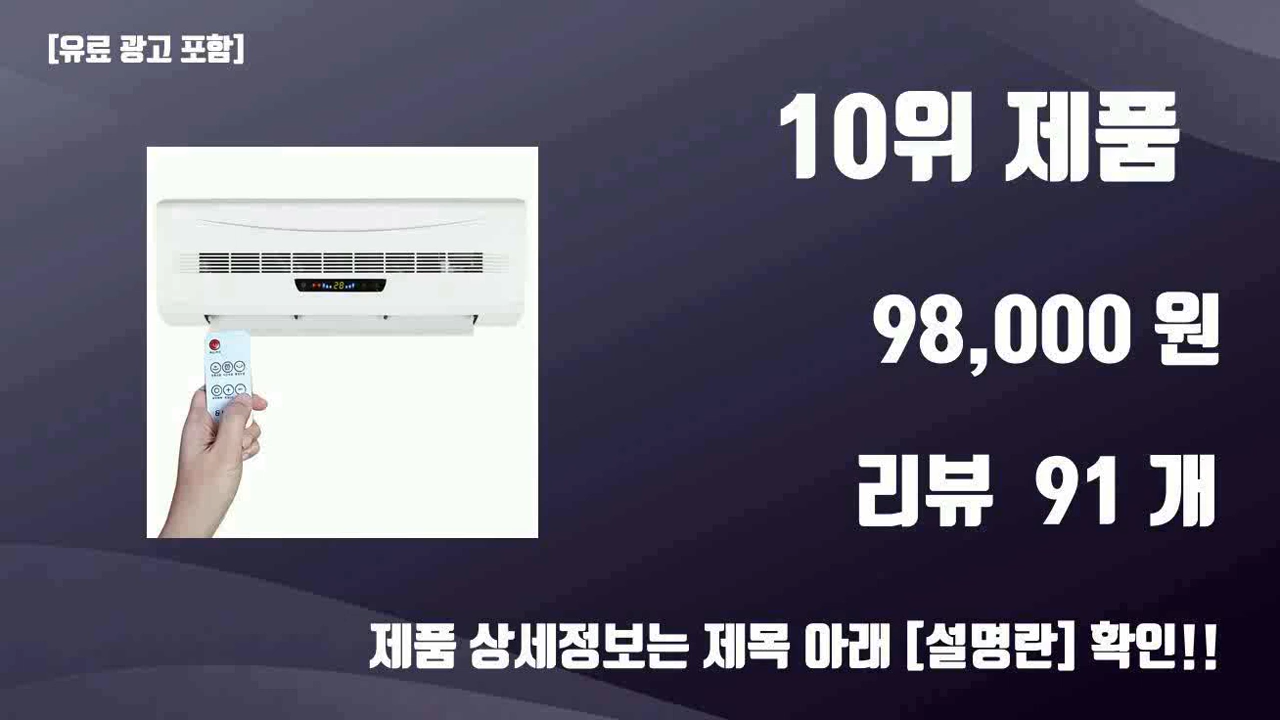 [유료 광고 포함]
10위 제품
28
98,000 원
리뷰 91 개
제품 상세정보는 제목 아래 [설명란] 확인!!